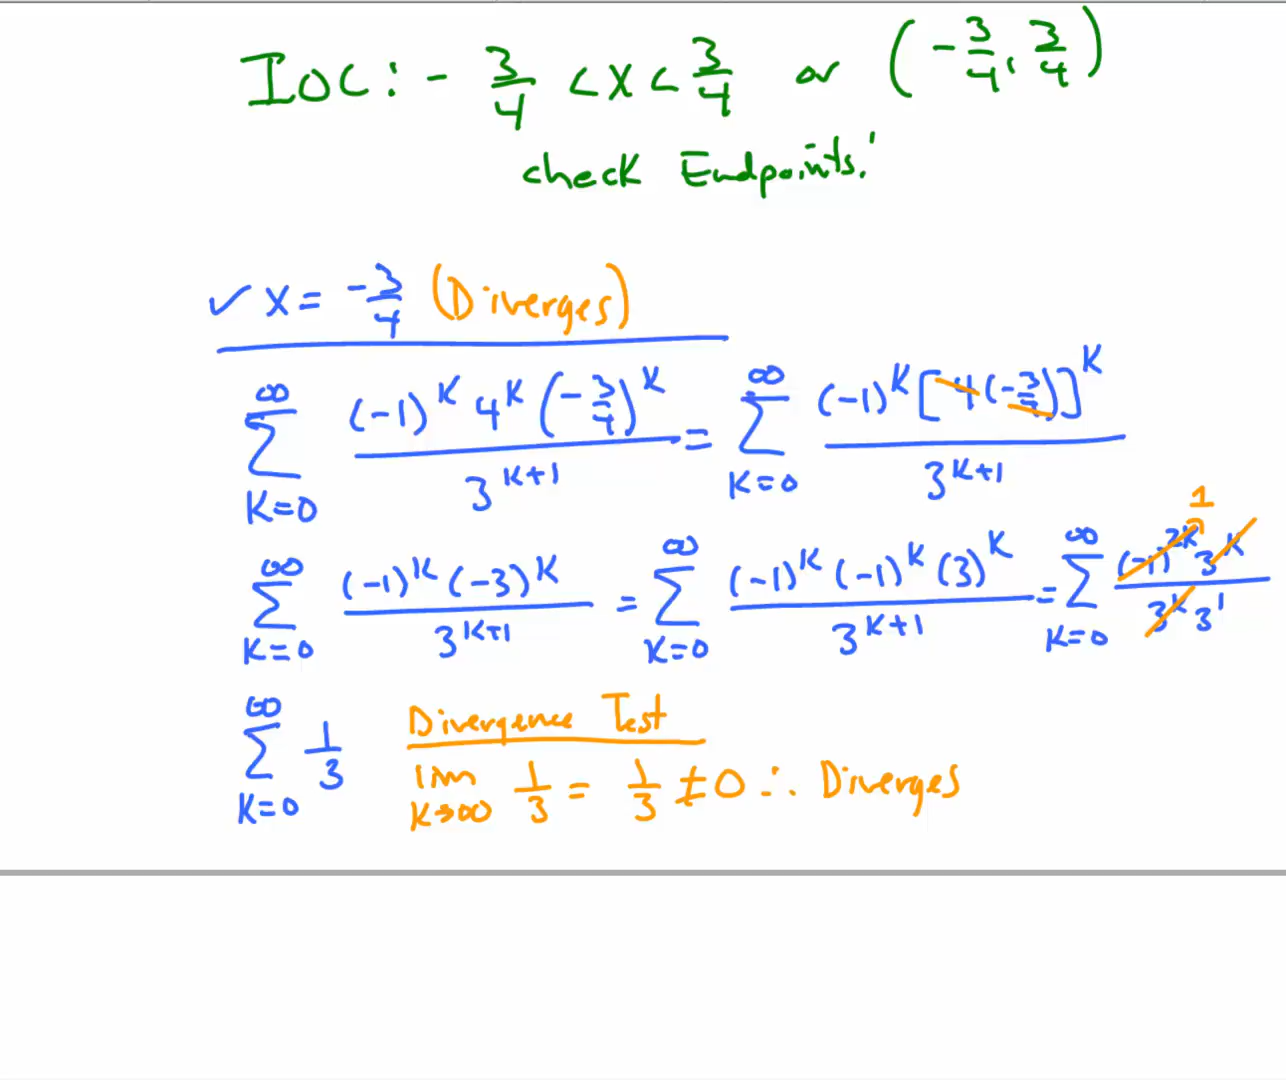 IOC: - 3/4 < x < 3/4 or (-3/4, 3/4)
check Endpoints!
✓ x = -3/4 (Diverges)
∞ ∑ K=0 (-1)^K 4^K (-3/4)^K / 3^(K+1) = ∞ ∑ K=0 (-1)^K [4(-3/4)]^K / 3^(K+1)
∞ ∑ K=0 (-1)^K (-3)^K / 3^(K+1) = ∞ ∑ K=0 (-1)^K (-1)^K (3)^K / 3^(K+1) = ∞ ∑ K=0 (-1)^(2K) 3^K / 3^K 3^1 1
∞ ∑ K=0 1/3
Divergence Test
lim K→∞ 1/3 = 1/3 ≠ 0 ∴ Diverges